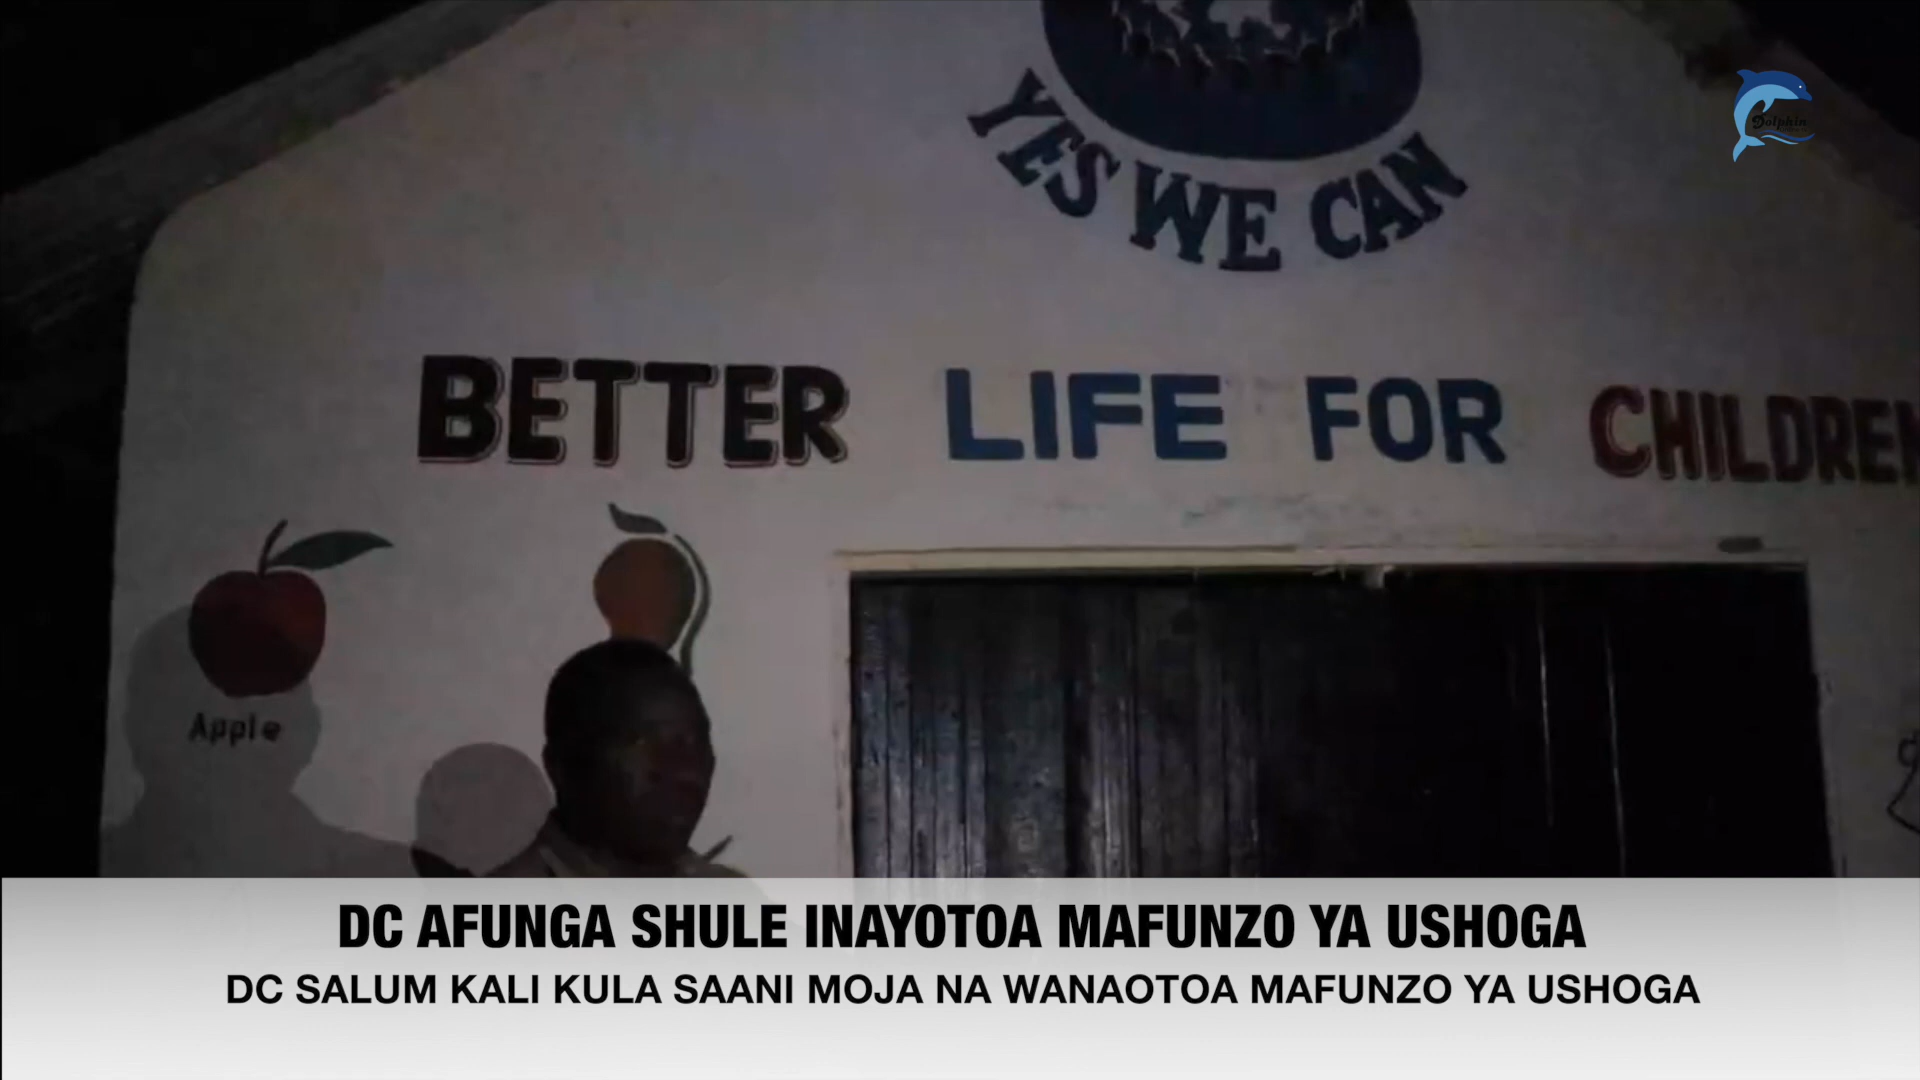 YES WE CAN
Dolphin
BETTER LIFE FOR CHILDREN
Apple
DC AFUNGA SHULE INAYOTOA MAFUNZO YA USHOGA
DC SALUM KALI KULA SAANI MOJA NA WANAOTOA MAFUNZO YA USHOGA